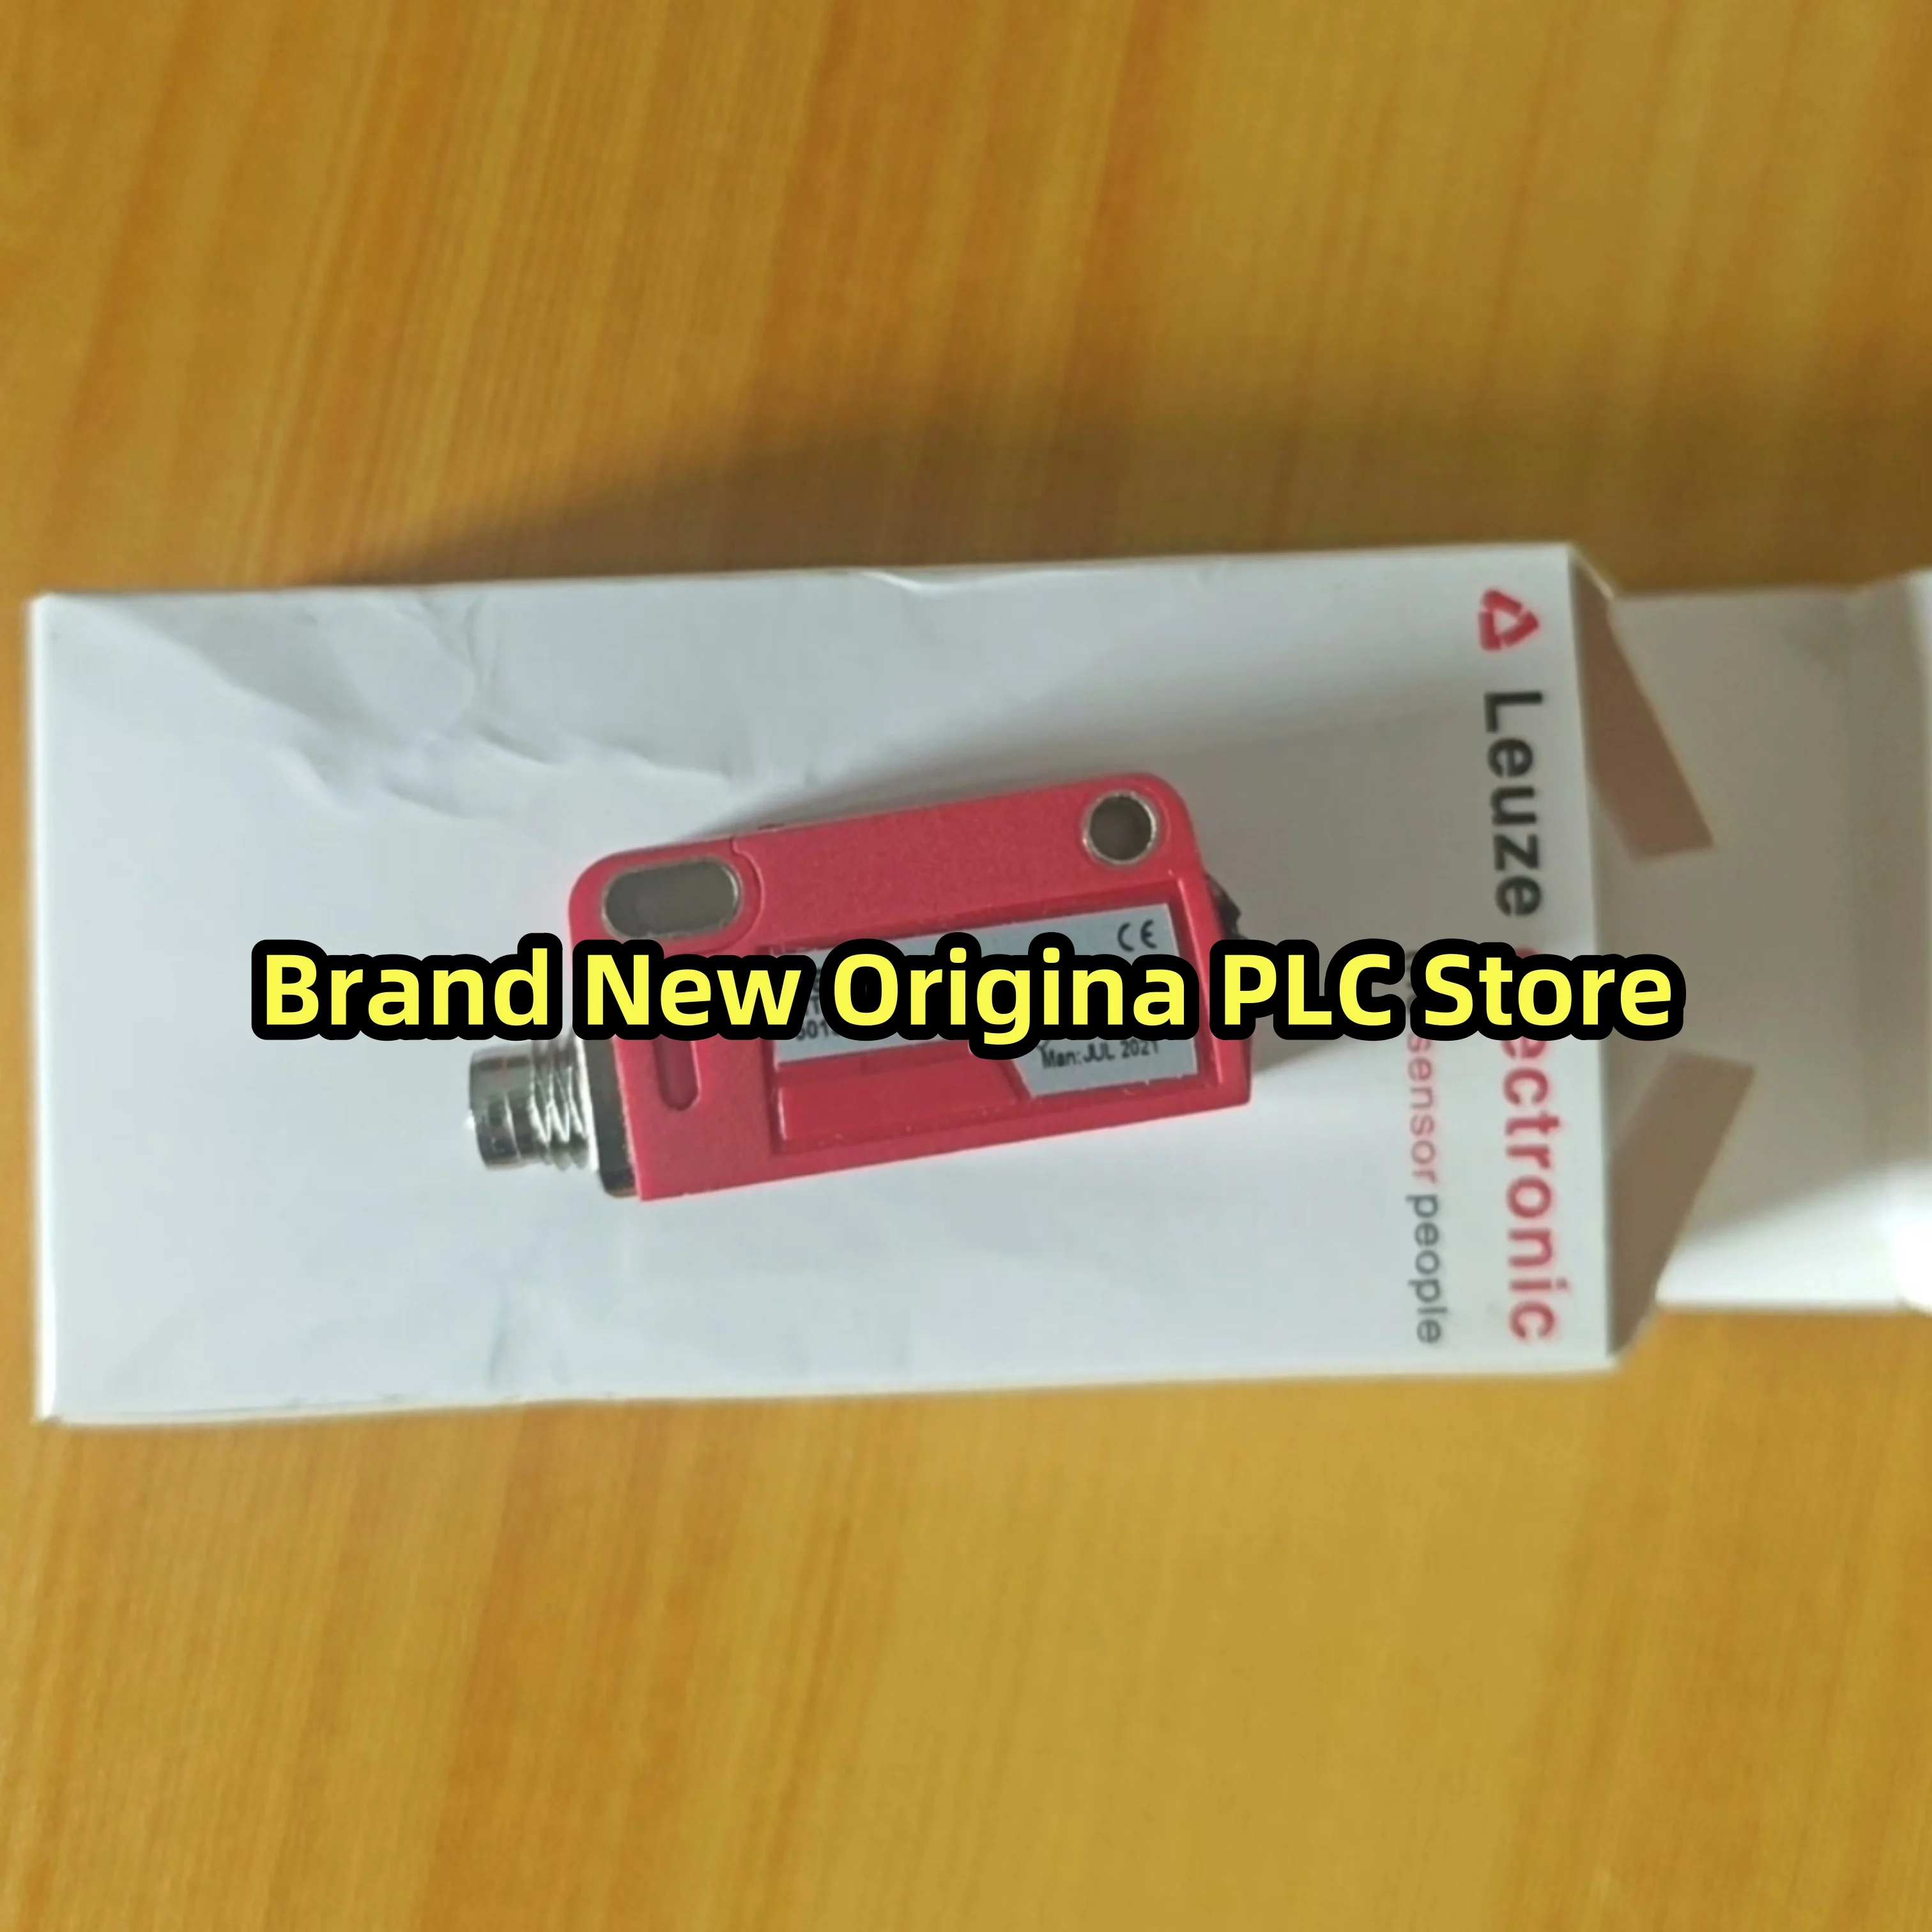 Leuze electronic
the sensor people
CE
Brand New Origina PLC Store
Man: JUL 2021